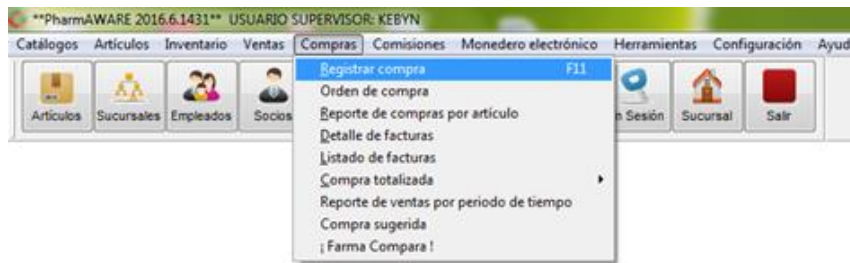 **PharmAWARE 2016.6.1431** USUARIO SUPERVISOR: KEBYN
Catálogos Artículos Inventario Ventas Compras Comisiones Monedero electrónico Herramientas Configuración Ayud
Artículos Sucursales Empleados Socios n Sesión Sucursal Salir
Registrar compra F11
Orden de compra
Reporte de compras por artículo
Detalle de facturas
Listado de facturas
Compra totalizada
Reporte de ventas por periodo de tiempo
Compra sugerida
¡ Farma Compara !